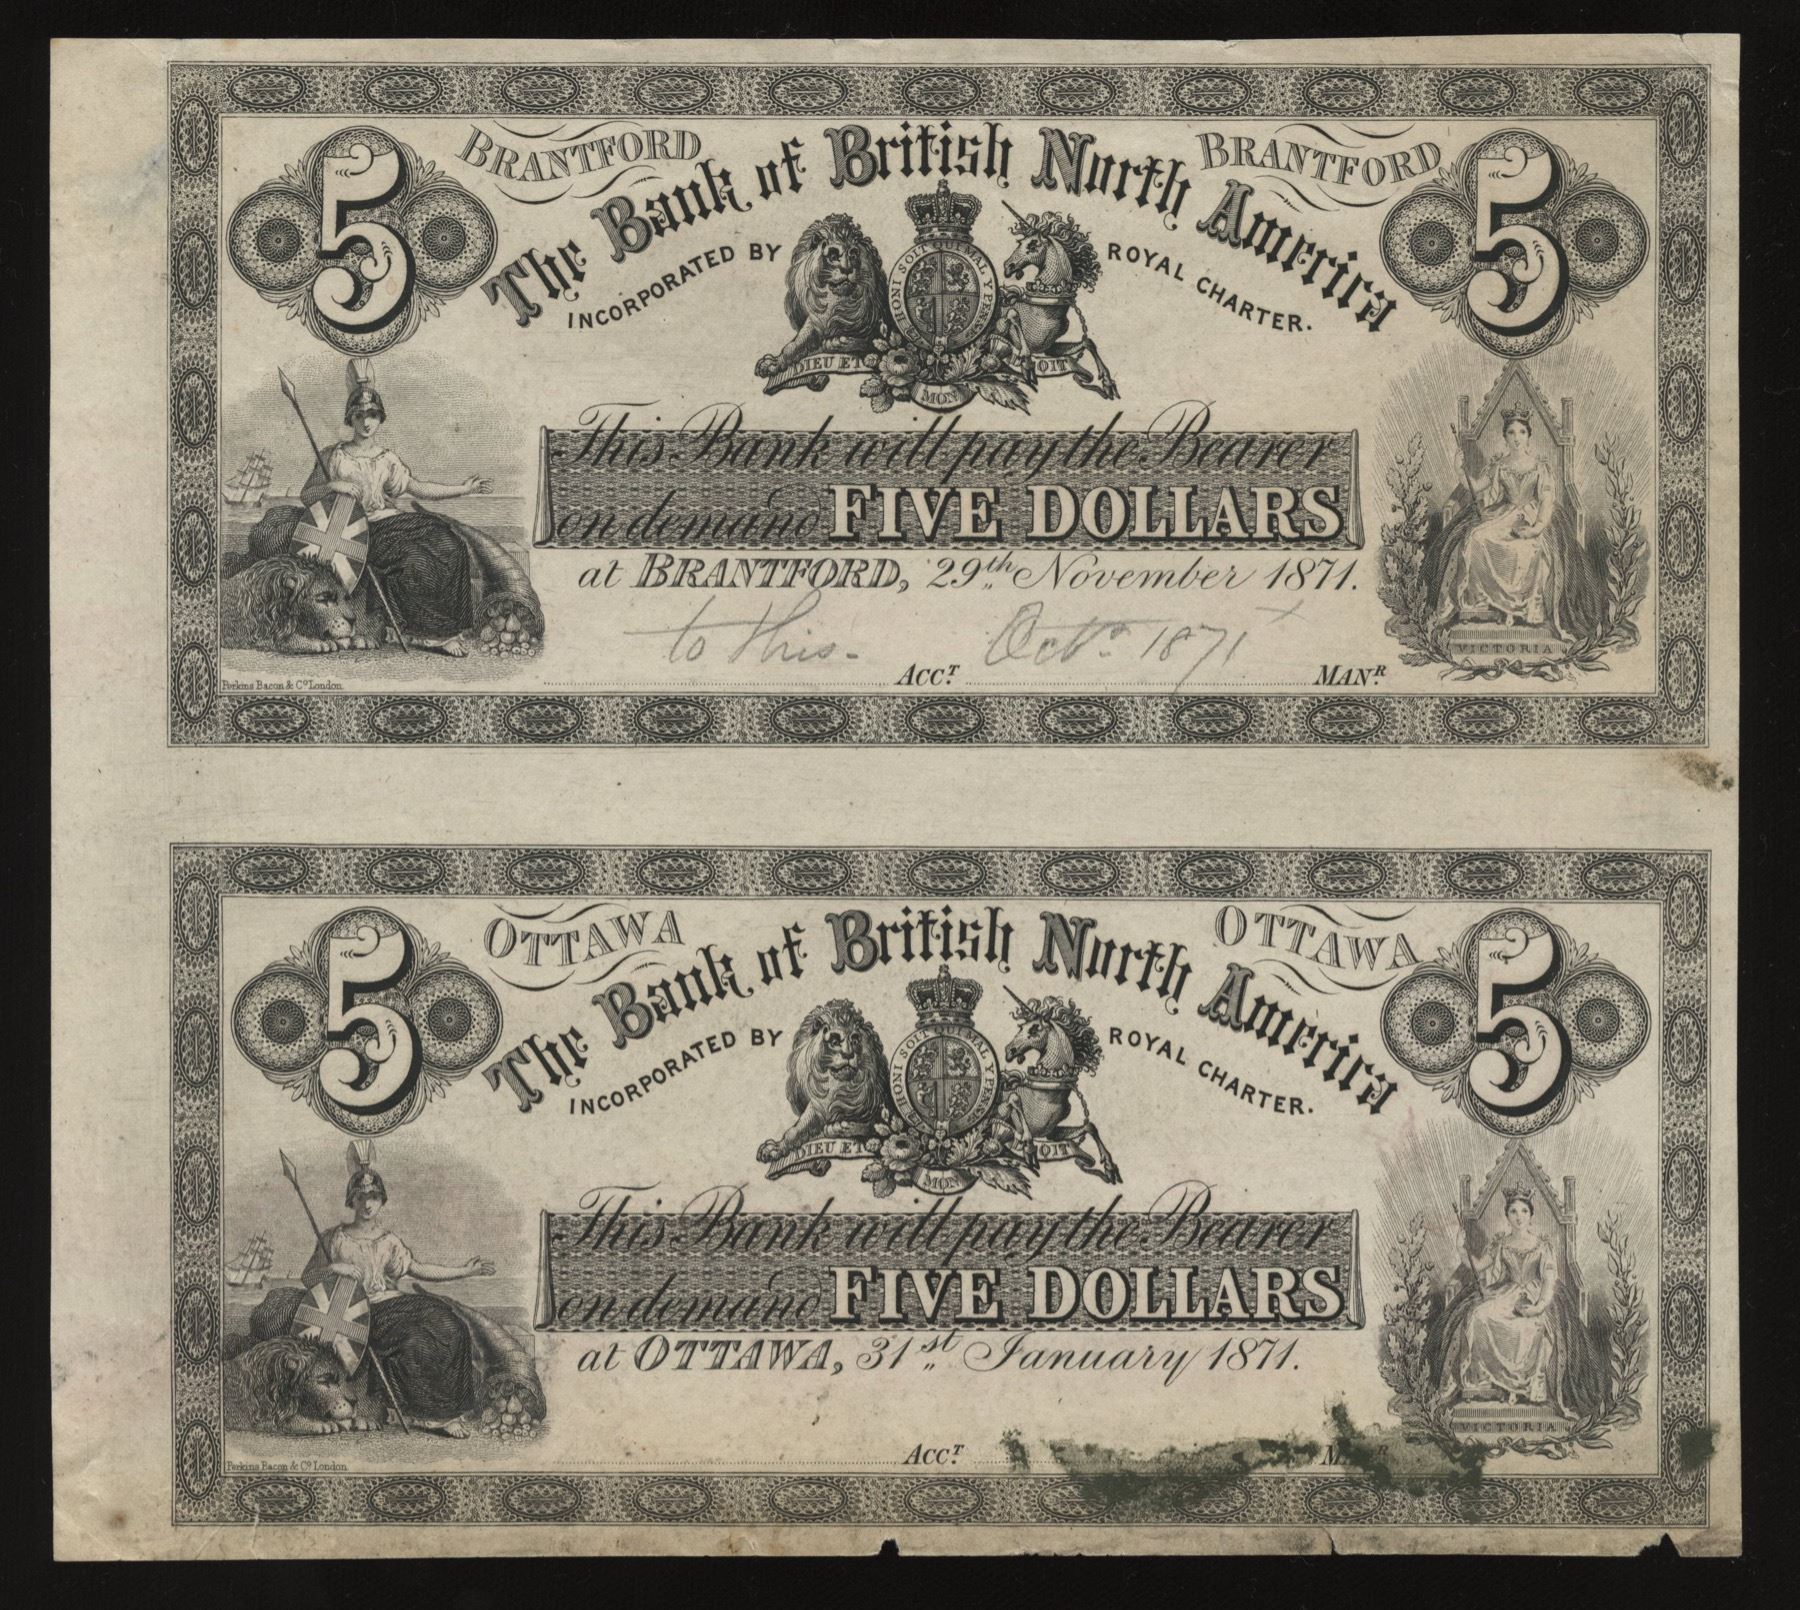 5 BRANTFORD BRANTFORD 5
The Bank of British North America
INCORPORATED BY ROYAL CHARTER.
HONI SOIT QUI MAL Y PENSE
DIEU ET MON DROIT
This Bank will pay the Bearer
on demand FIVE DOLLARS
at BRANTFORD, 29th November 1871.
to this - Octr 1871
VICTORIA
ACCT. MANR.
Perkins Bacon & Co London
5 OTTAWA OTTAWA 5
The Bank of British North America
INCORPORATED BY ROYAL CHARTER.
HONI SOIT QUI MAL Y PENSE
DIEU ET MON DROIT
This Bank will pay the Bearer
on demand FIVE DOLLARS
at OTTAWA, 31st January 1871.
VICTORIA
ACCT. MANR
Perkins Bacon & Co London